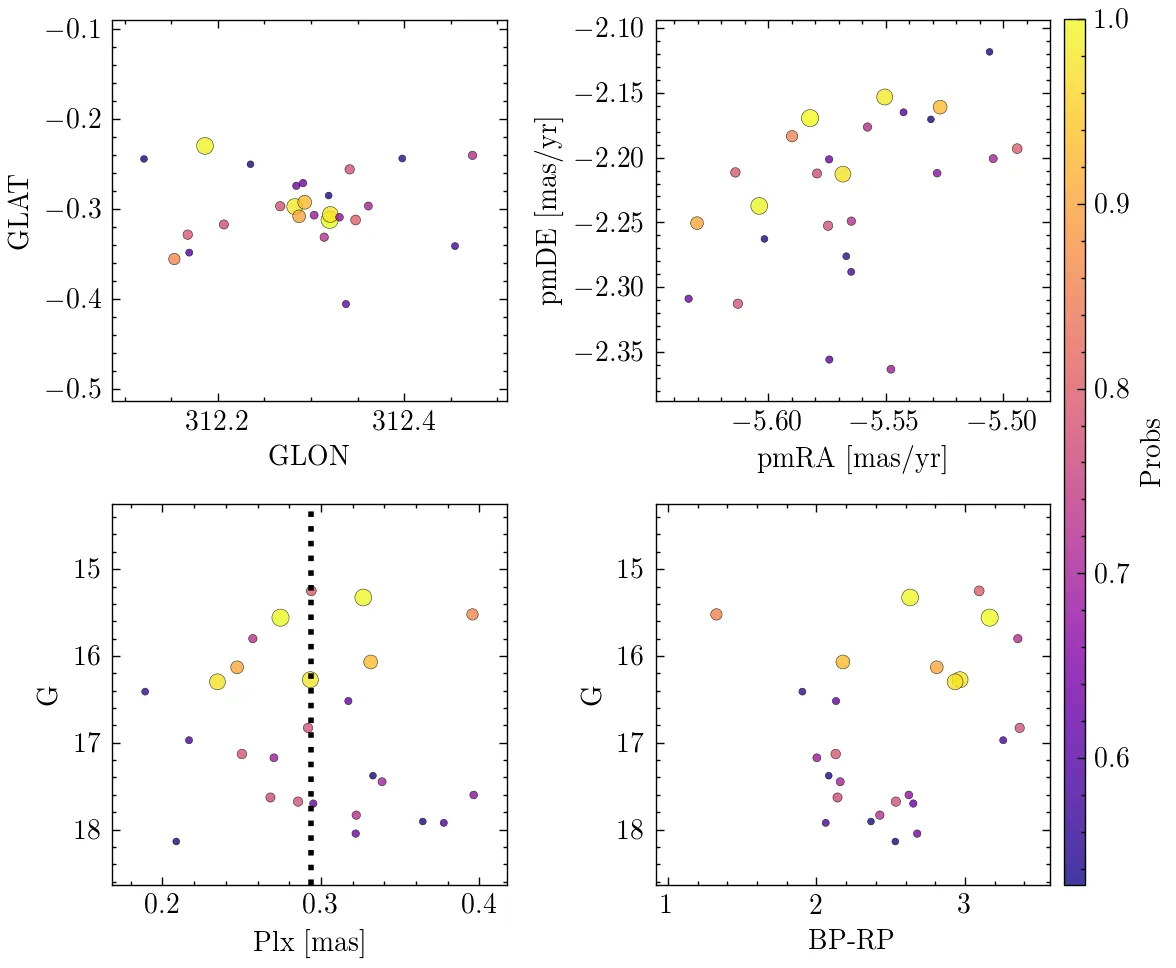 −0.1
−0.2
−0.3
−0.4
−0.5
GLAT
312.2 312.4
GLON
−2.10
−2.15
−2.20
−2.25
−2.30
−2.35
pmDE [mas/yr]
−5.60 −5.55 −5.50
pmRA [mas/yr]
15
16
17
18
G
0.2 0.3 0.4
Plx [mas]
15
16
17
18
G
1 2 3
BP-RP
1.0
0.9
0.8
0.7
0.6
Probs